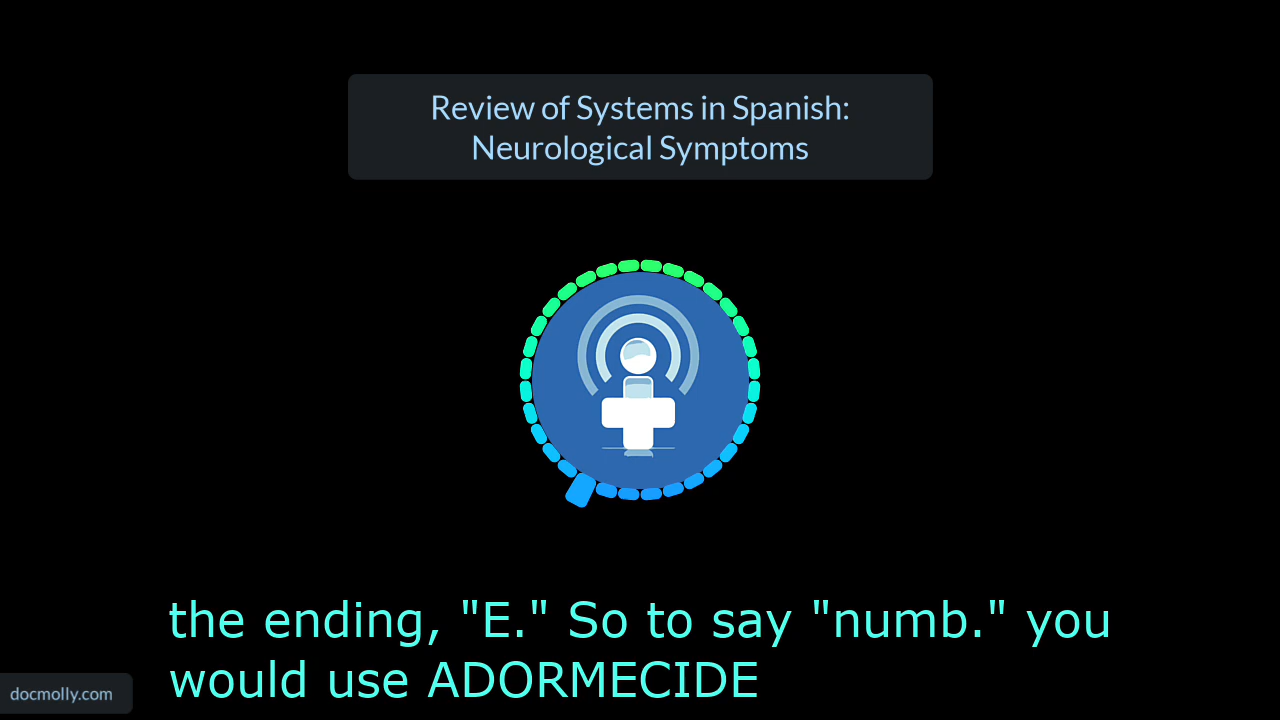 Review of Systems in Spanish:
Neurological Symptoms
the ending, "E." So to say "numb." you
would use ADORMECIDE
docmolly.com